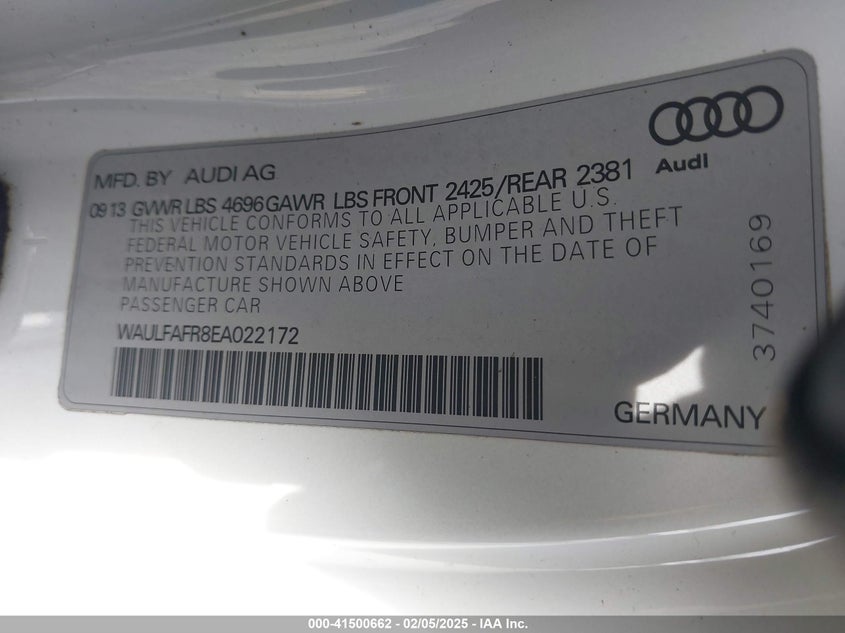 MFD. BY AUDI AG
Audi
09 13 GVWR LBS 4696 GAWR LBS FRONT 2425/REAR 2381
THIS VEHICLE CONFORMS TO ALL APPLICABLE U.S.
FEDERAL MOTOR VEHICLE SAFETY, BUMPER AND THEFT
PREVENTION STANDARDS IN EFFECT ON THE DATE OF
MANUFACTURE SHOWN ABOVE
PASSENGER CAR
WAULFAFR8EA022172
3740169
GERMANY
000-41500662 - 02/05/2025 - IAA Inc.